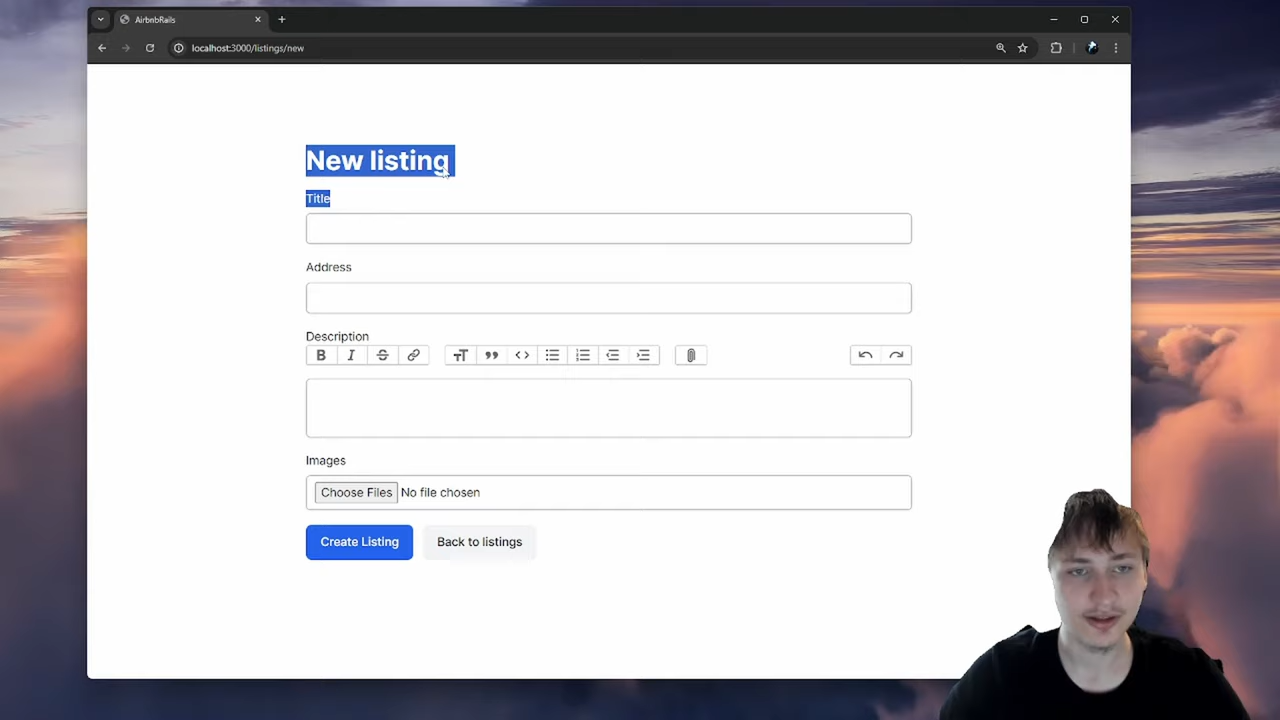 AirbnbRails
localhost:3000/listings/new
New listing
Title
Address
Description
Images
Choose Files No file chosen
Create Listing Back to listings